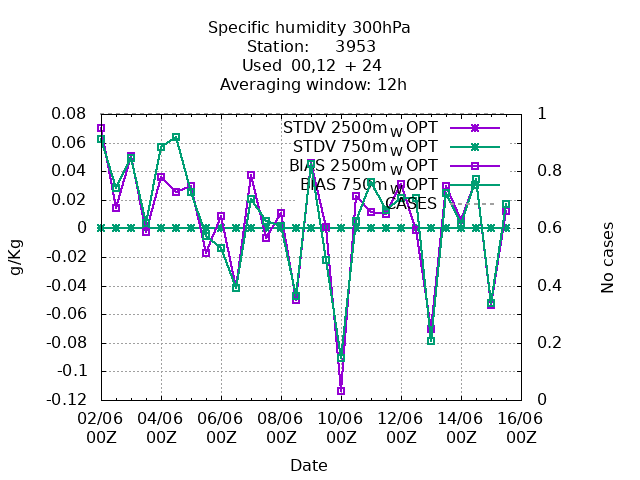 Specific humidity 300hPa
Station: 3953
Used 00,12 + 24
Averaging window: 12h
0.08
0.06
0.04
0.02
0
-0.02
-0.04
-0.06
-0.08
-0.1
-0.12
g/Kg
STDV 2500m W OPT
STDV 750m W OPT
BIAS 2500m W OPT
BIAS 750m W OPT
CASES
1
0.8
0.6
0.4
0.2
0
No cases
02/06 04/06 06/06 08/06 10/06 12/06 14/06 16/06
00Z 00Z 00Z 00Z 00Z 00Z 00Z 00Z
Date